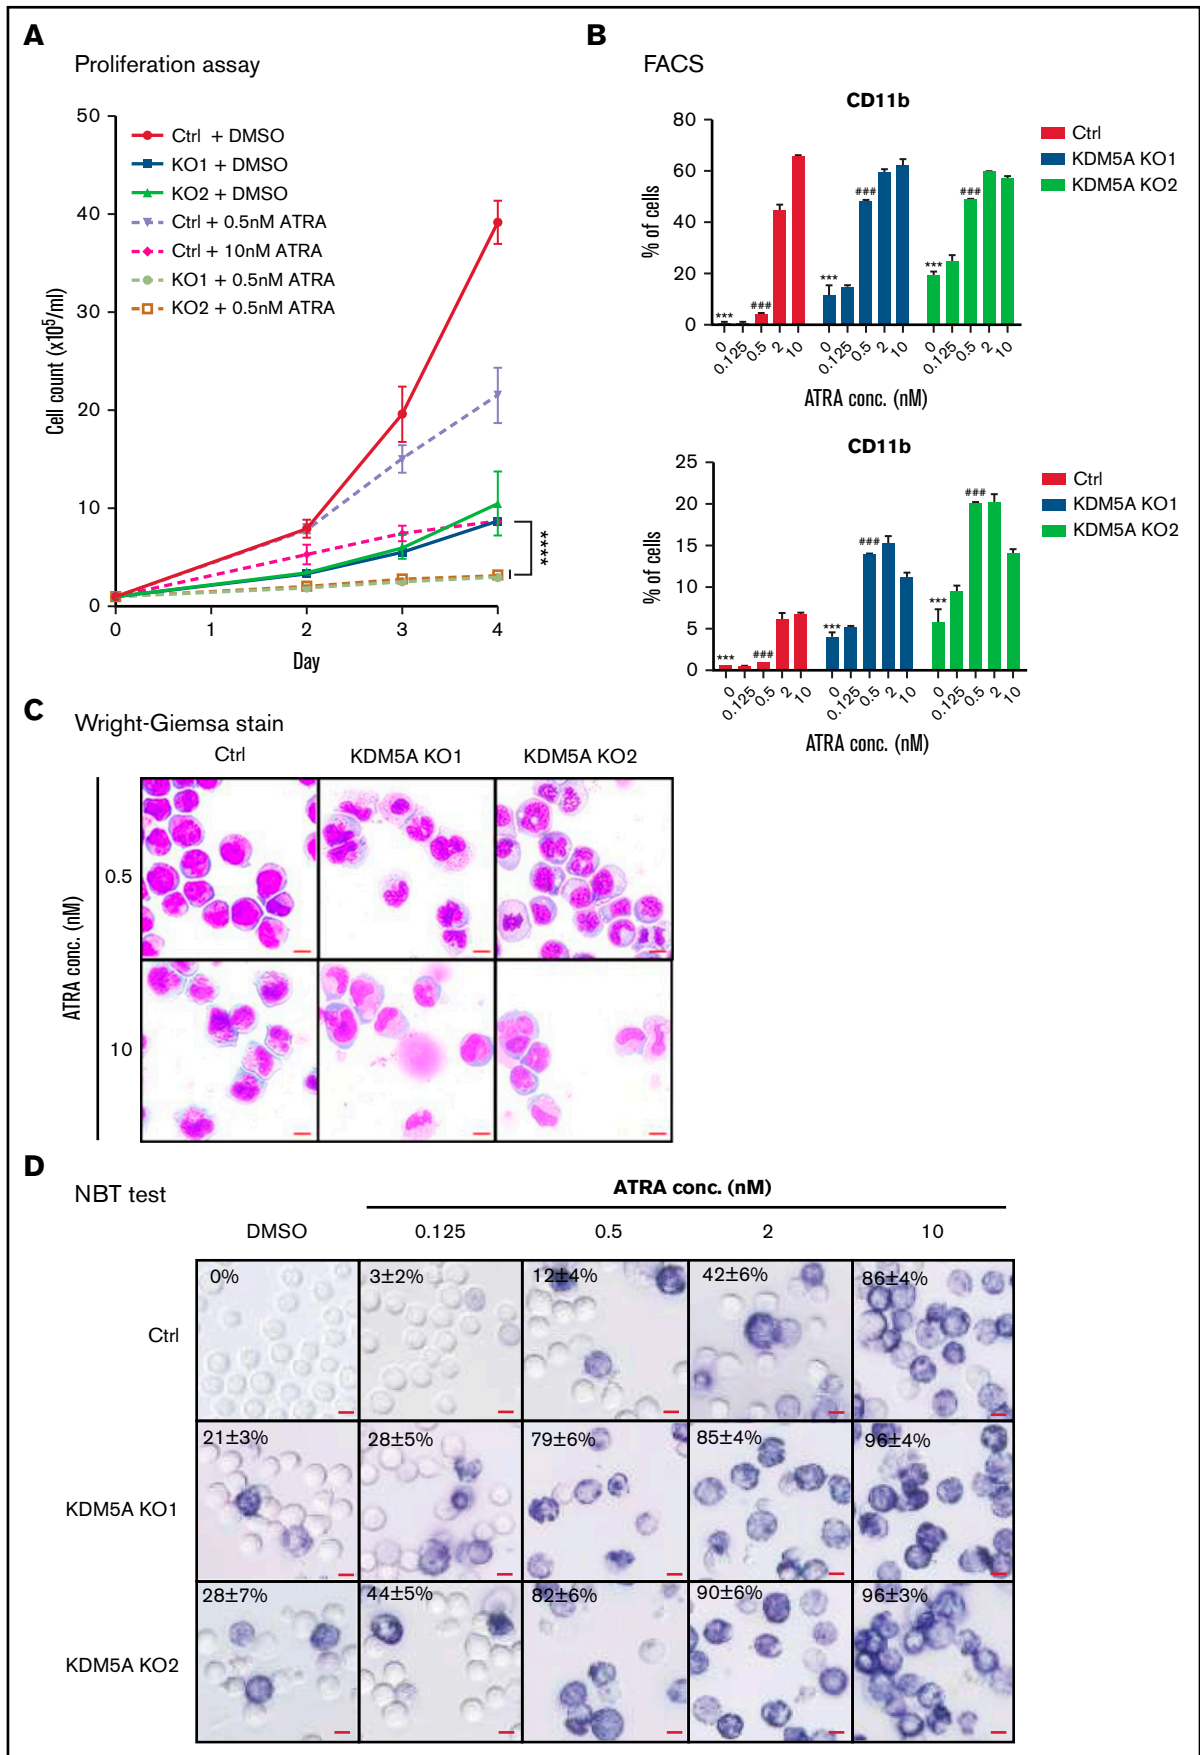 A
Proliferation assay
50
40
30
20
10
0
Cell count (x10⁵/ml)
Ctrl + DMSO
KO1 + DMSO
KO2 + DMSO
Ctrl + 0.5nM ATRA
Ctrl + 10nM ATRA
KO1 + 0.5nM ATRA
KO2 + 0.5nM ATRA
****
0 1 2 3 4
Day
B
FACS
CD11b
80
60
40
20
0
% of cells
*** ### *** ### *** ###
0 0.125 0.5 2 10 0 0.125 0.5 2 10 0 0.125 0.5 2 10
ATRA conc. (nM)
Ctrl
KDM5A KO1
KDM5A KO2
CD11b
25
20
15
10
5
0
% of cells
*** ### *** ### *** ###
0 0.125 0.5 2 10 0 0.125 0.5 2 10 0 0.125 0.5 2 10
ATRA conc. (nM)
Ctrl
KDM5A KO1
KDM5A KO2
C
Wright-Giemsa stain
Ctrl KDM5A KO1 KDM5A KO2
ATRA conc. (nM)
0.5
10
D
NBT test
ATRA conc. (nM)
DMSO 0.125 0.5 2 10
Ctrl
0% 3±2% 12±4% 42±6% 86±4%
KDM5A KO1
21±3% 28±5% 79±6% 85±4% 96±4%
KDM5A KO2
28±7% 44±5% 82±6% 90±6% 96±3%